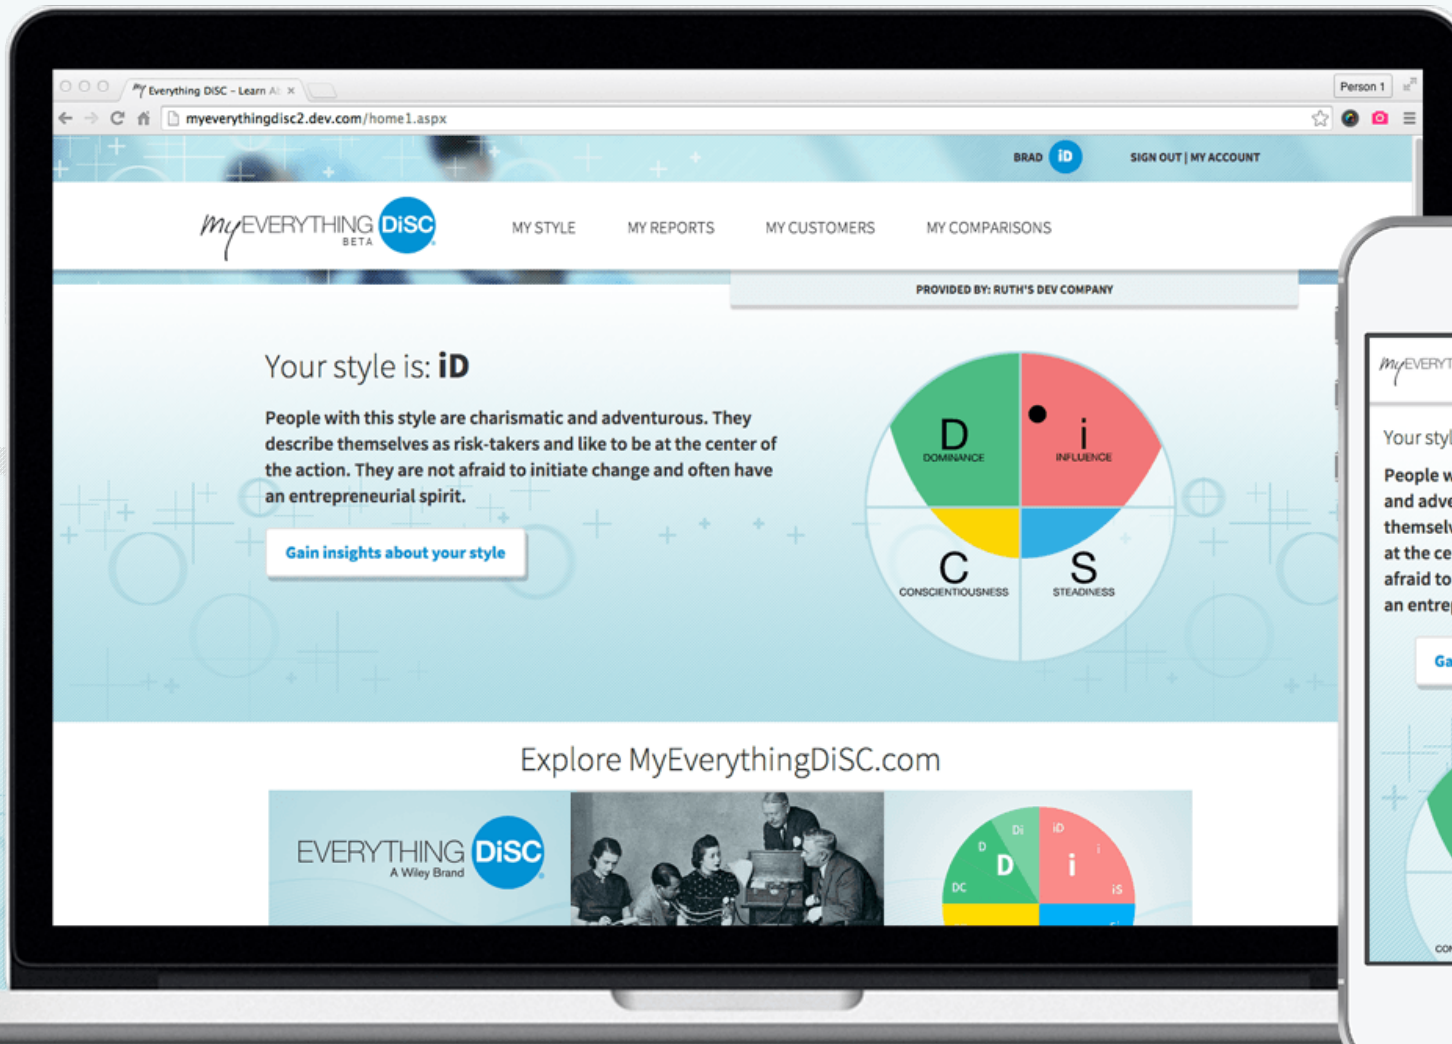 my Everything DiSC - Learn Ab
Person 1
myeverythingdisc2.dev.com/home1.aspx
BRAD iD SIGN OUT | MY ACCOUNT
my EVERYTHING DiSC
BETA
MY STYLE MY REPORTS MY CUSTOMERS MY COMPARISONS
PROVIDED BY: RUTH'S DEV COMPANY
Your style is: iD
People with this style are charismatic and adventurous. They
describe themselves as risk-takers and like to be at the center of
the action. They are not afraid to initiate change and often have
an entrepreneurial spirit.
Gain insights about your style
D
DOMINANCE
i
INFLUENCE
C
CONSCIENTIOUSNESS
S
STEADINESS
Explore MyEverythingDiSC.com
EVERYTHING DiSC
A Wiley Brand
Di iD
D i
D i
DC iS
my EVERYT
Your styl
People w
and adve
themselv
at the ce
afraid to
an entrep
Ga
CON